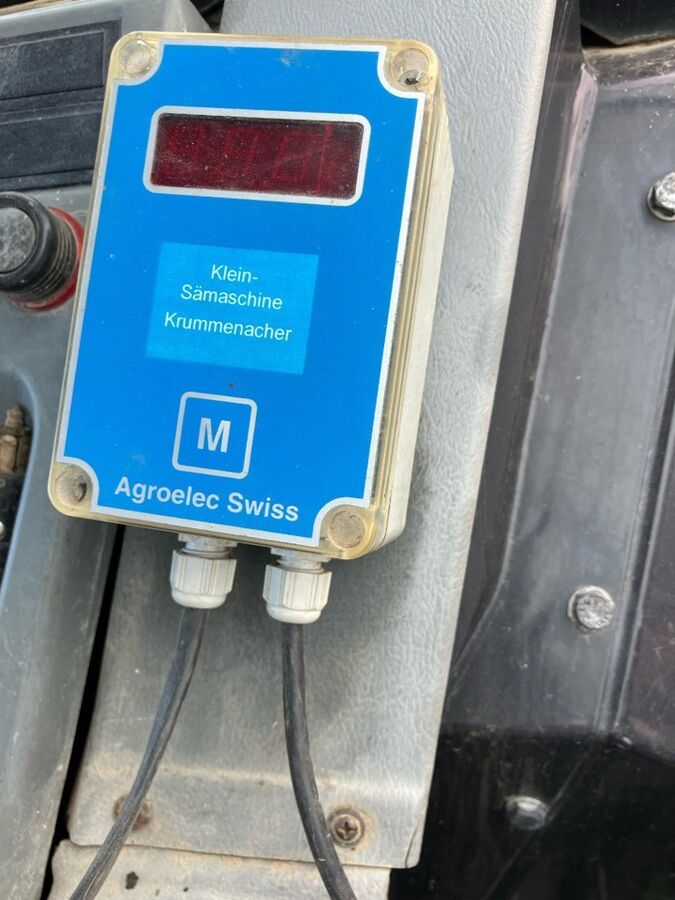 Klein-
Sämaschine
Krummenacher
M
Agroelec Swiss